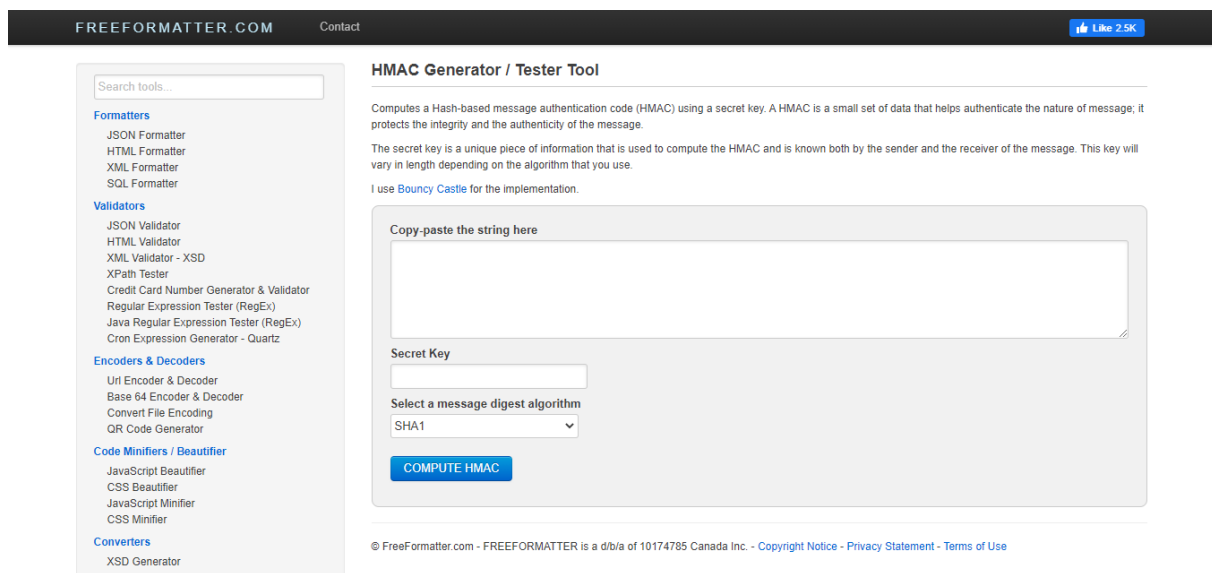 FREEFORMATTER.COM
Contact
Like 2.5K
Search tools...
Formatters
JSON Formatter
HTML Formatter
XML Formatter
SQL Formatter
Validators
JSON Validator
HTML Validator
XML Validator - XSD
XPath Tester
Credit Card Number Generator & Validator
Regular Expression Tester (RegEx)
Java Regular Expression Tester (RegEx)
Cron Expression Generator - Quartz
Encoders & Decoders
Url Encoder & Decoder
Base 64 Encoder & Decoder
Convert File Encoding
QR Code Generator
Code Minifiers / Beautifier
JavaScript Beautifier
CSS Beautifier
JavaScript Minifier
CSS Minifier
Converters
XSD Generator
HMAC Generator / Tester Tool
Computes a Hash-based message authentication code (HMAC) using a secret key. A HMAC is a small set of data that helps authenticate the nature of message; it
protects the integrity and the authenticity of the message.
The secret key is a unique piece of information that is used to compute the HMAC and is known both by the sender and the receiver of the message. This key will
vary in length depending on the algorithm that you use.
I use Bouncy Castle for the implementation.
Copy-paste the string here
Secret Key
Select a message digest algorithm
SHA1
COMPUTE HMAC
© FreeFormatter.com - FREEFORMATTER is a d/b/a of 10174785 Canada Inc. - Copyright Notice - Privacy Statement - Terms of Use